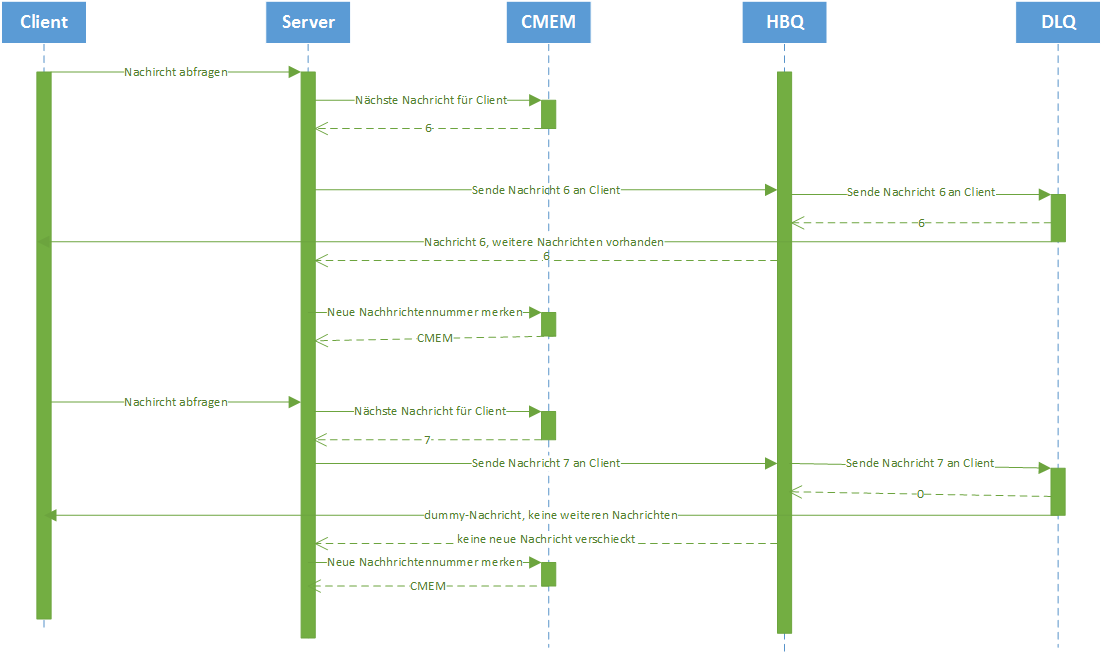 Client
Server
CMEM
HBQ
DLQ
Nachircht abfragen
Nächste Nachricht für Client
6
Sende Nachricht 6 an Client
Sende Nachricht 6 an Client
6
Nachricht 6, weitere Nachrichten vorhanden
6
Neue Nachhrichtennummer merken
CMEM
Nachircht abfragen
Nächste Nachricht für Client
7
Sende Nachricht 7 an Client
Sende Nachricht 7 an Client
0
dummy-Nachricht, keine weiteren Nachrichten
keine neue Nachricht verschieckt
Neue Nachhrichtennummer merken
CMEM